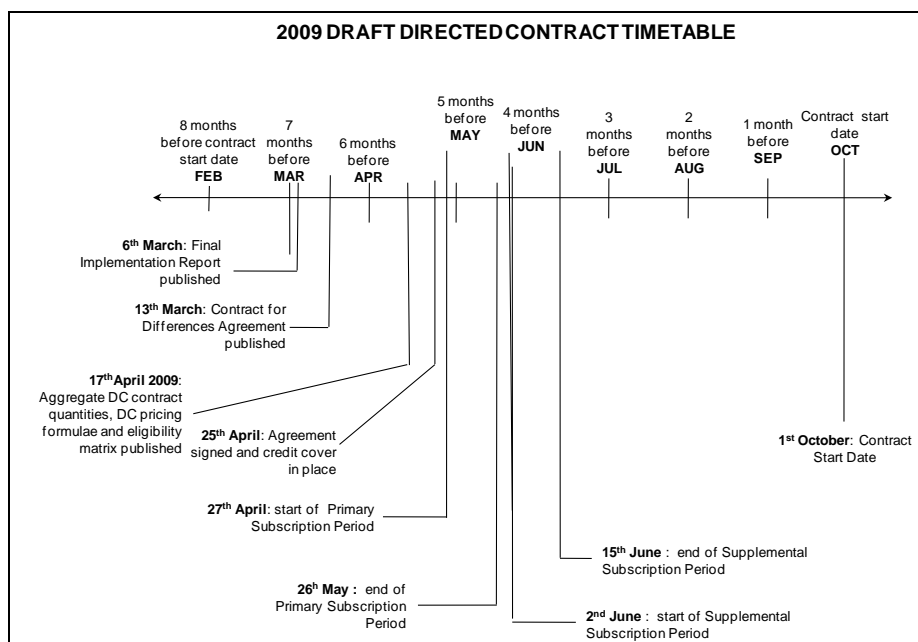 2009 DRAFT DIRECTED CONTRACT TIMETABLE
8 months
before contract
start date
FEB
7
months
before
MAR
6 months
before
APR
5 months
before
MAY
4 months
before
JUN
3
months
before
JUL
2
months
before
AUG
1 month
before
SEP
Contract start
date
OCT
6th March: Final
Implementation Report
published
13th March: Contract for
Differences Agreement
published
17th April 2009:
Aggregate DC contract
quantities, DC pricing
formulae and eligibility
matrix published
25th April: Agreement
signed and credit cover
in place
27th April: start of Primary
Subscription Period
26h May : end of
Primary Subscription
Period
1st October: Contract
Start Date
15th June : end of Supplemental
Subscription Period
2nd June : start of Supplemental
Subscription Period